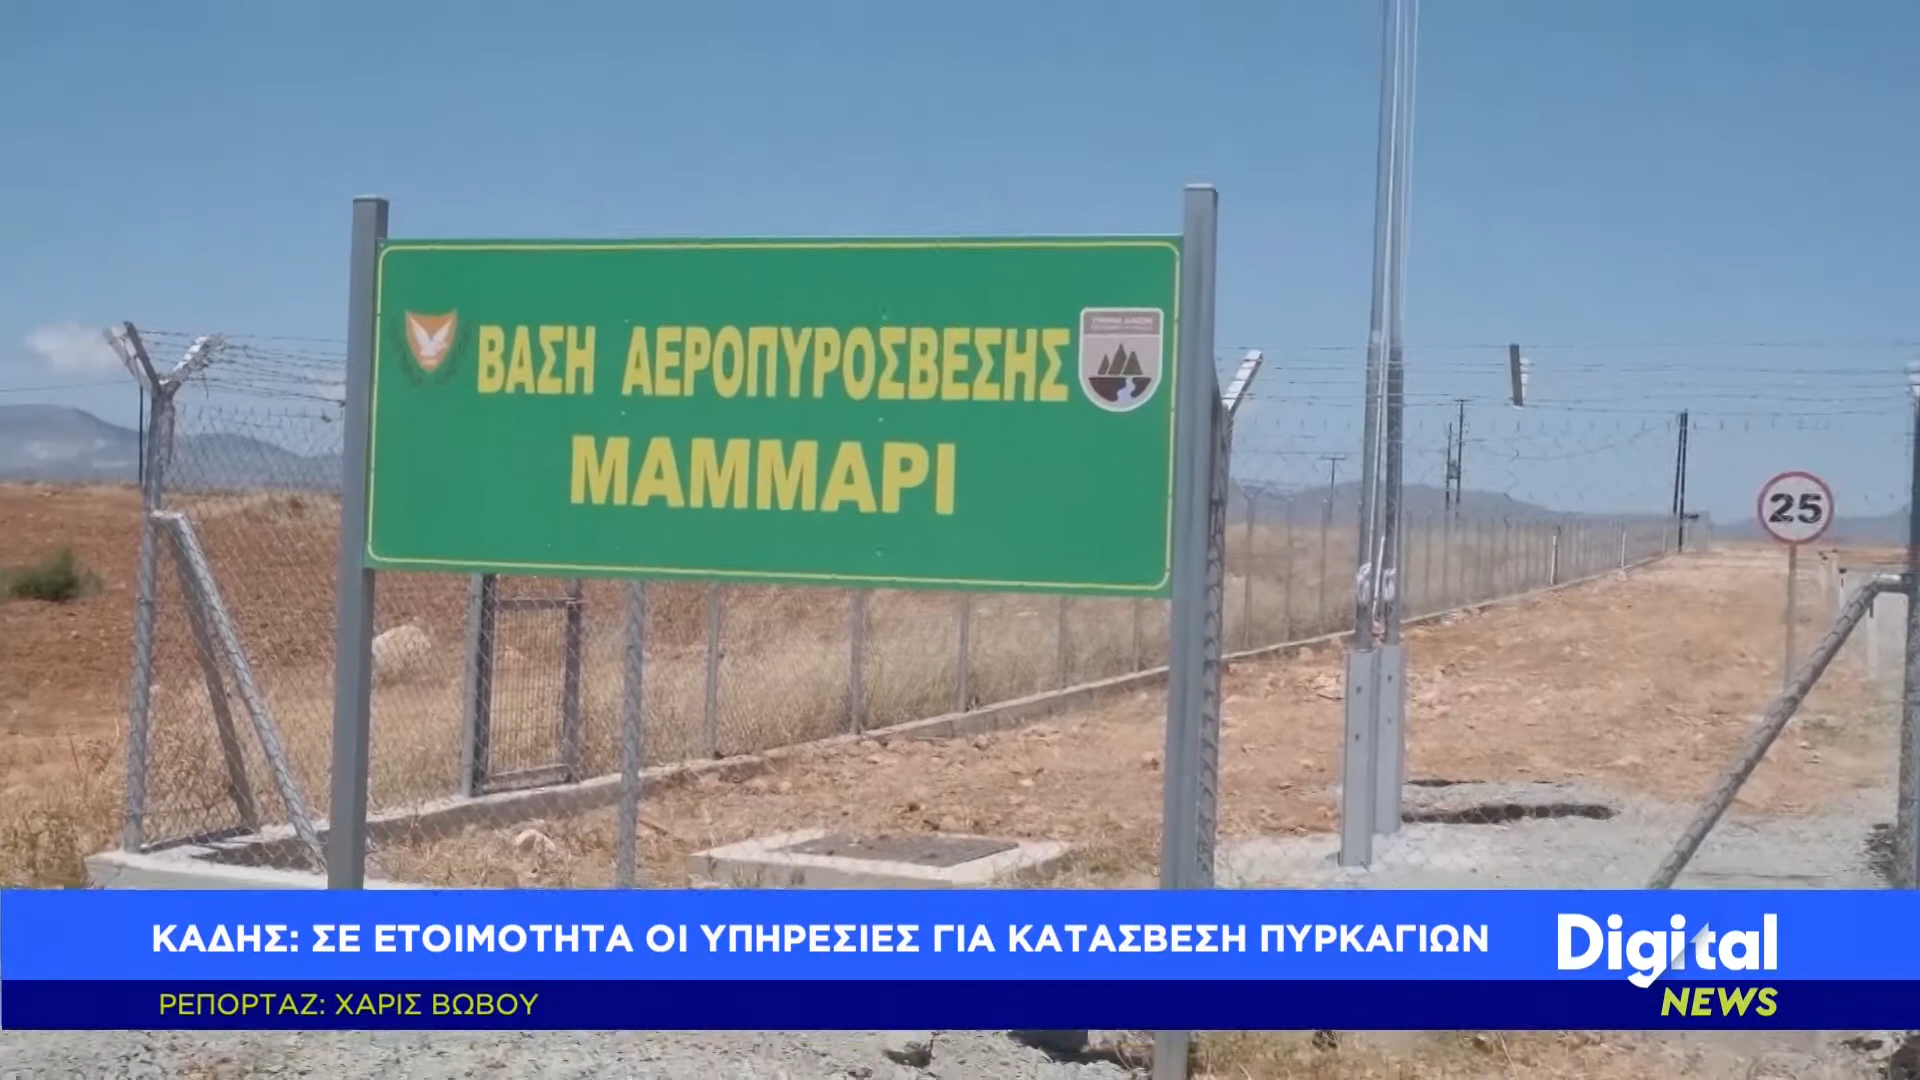 ΒΑΣΗ ΑΕΡΟΠΥΡΟΣΒΕΣΗΣ
ΜΑΜΜΑΡΙ
25
ΚΑΔΗΣ: ΣΕ ΕΤΟΙΜΟΤΗΤΑ ΟΙ ΥΠΗΡΕΣΙΕΣ ΓΙΑ ΚΑΤΑΣΒΕΣΗ ΠΥΡΚΑΓΙΩΝ
ΡΕΠΟΡΤΑΖ: ΧΑΡΙΣ ΒΩΒΟΥ
Digital
NEWS